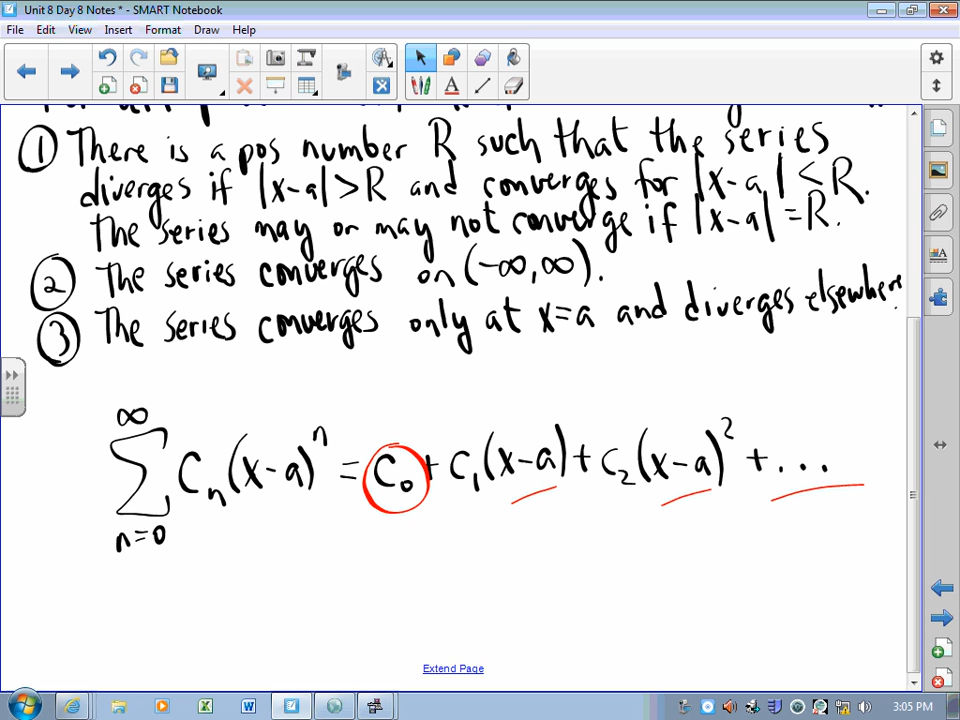 Unit 8 Day 8 Notes * - SMART Notebook
File Edit View Insert Format Draw Help
① There is a pos number R such that the series
diverges if |x-a|>R and converges for |x-a|<R.
The series may or may not converge if |x-a|=R.
② The series converges on (-∞,∞).
③ The series converges only at x=a and diverges elsewhere.
∞
∑ Cₙ(x-a)ⁿ = C₀ + C₁(x-a) + C₂(x-a)² + ...
n=0
Extend Page
3:05 PM